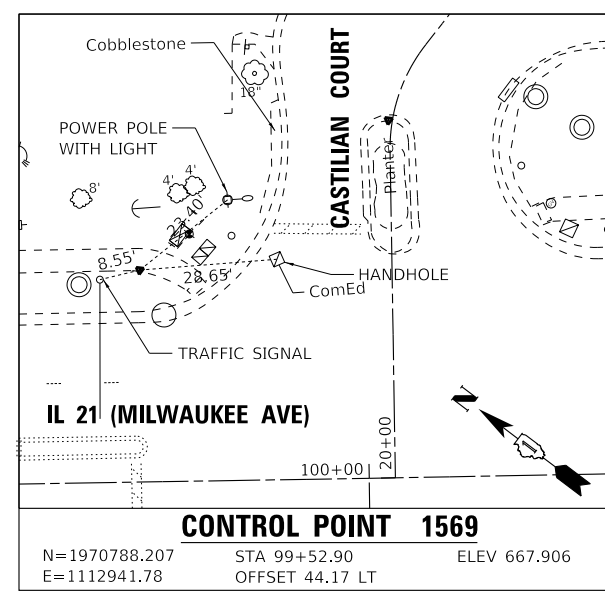 Cobblestone
18"
CASTILIAN COURT
POWER POLE
WITH LIGHT
Planter
8'
4'
4'
23.40'
8.55'
28.65'
HANDHOLE
ComEd
TRAFFIC SIGNAL
IL 21 (MILWAUKEE AVE)
N
100+00
20+00
CONTROL POINT 1569
N=1970788.207
STA 99+52.90
ELEV 667.906
E=1112941.78
OFFSET 44.17 LT